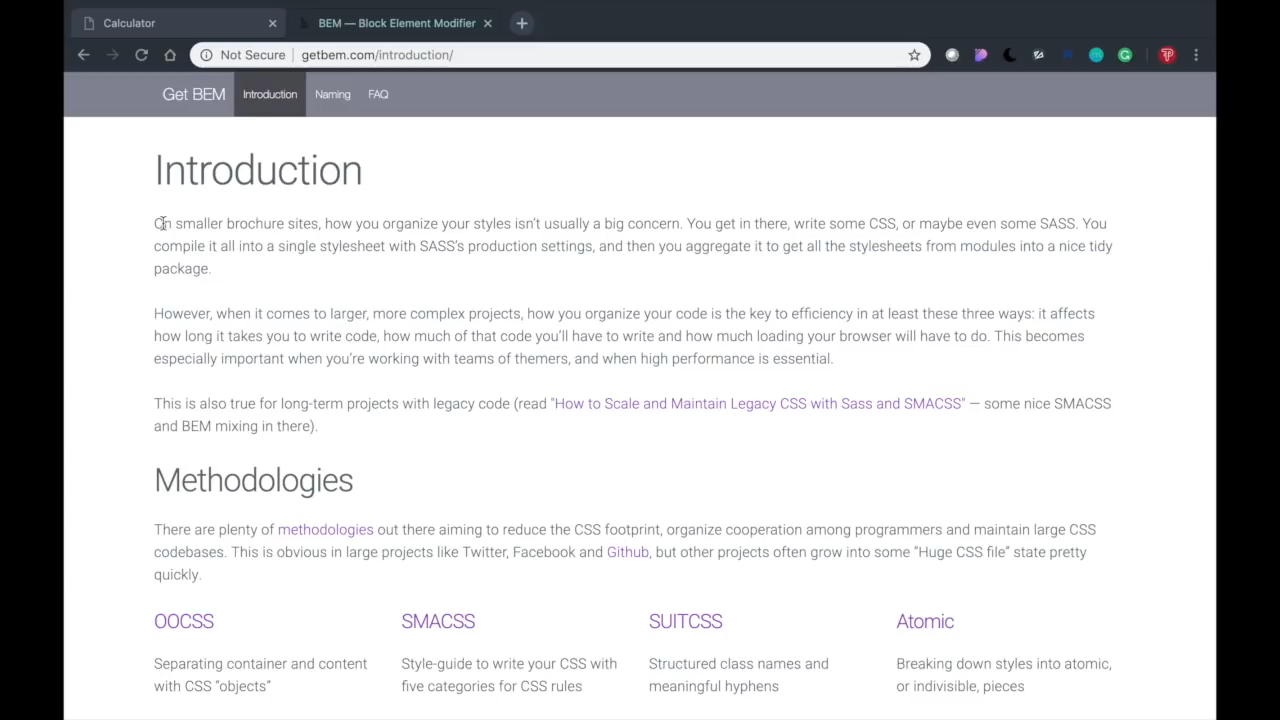 Calculator
BEM — Block Element Modifier
Not Secure | getbem.com/introduction/
Get BEM Introduction Naming FAQ
Introduction
On smaller brochure sites, how you organize your styles isn't usually a big concern. You get in there, write some CSS, or maybe even some SASS. You
compile it all into a single stylesheet with SASS's production settings, and then you aggregate it to get all the stylesheets from modules into a nice tidy
package.
However, when it comes to larger, more complex projects, how you organize your code is the key to efficiency in at least these three ways: it affects
how long it takes you to write code, how much of that code you'll have to write and how much loading your browser will have to do. This becomes
especially important when you're working with teams of themers, and when high performance is essential.
This is also true for long-term projects with legacy code (read "How to Scale and Maintain Legacy CSS with Sass and SMACSS" — some nice SMACSS
and BEM mixing in there).
Methodologies
There are plenty of methodologies out there aiming to reduce the CSS footprint, organize cooperation among programmers and maintain large CSS
codebases. This is obvious in large projects like Twitter, Facebook and Github, but other projects often grow into some “Huge CSS file” state pretty
quickly.
OOCSS
Separating container and content
with CSS “objects”
SMACSS
Style-guide to write your CSS with
five categories for CSS rules
SUITCSS
Structured class names and
meaningful hyphens
Atomic
Breaking down styles into atomic,
or indivisible, pieces